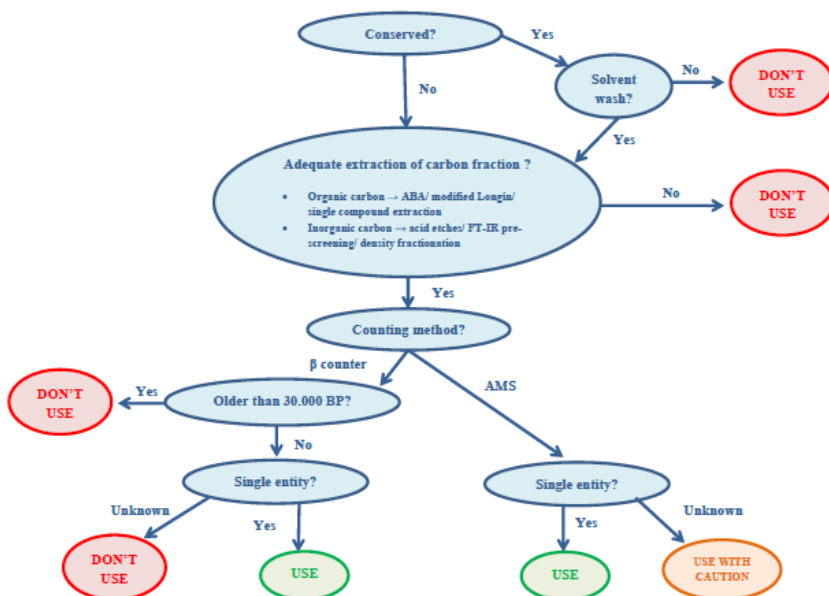 Conserved?
Yes
Solvent
wash?
No
DON'T
USE
No
Yes
Adequate extraction of carbon fraction ?
• Organic carbon → ABA/ modified Longin/
single compound extraction
• Inorganic carbon → acid etches/ FT-IR pre-
screening/ density fractionation
No
DON'T
USE
Yes
Counting method?
β counter
AMS
DON'T
USE
Yes
Older than 30.000 BP?
No
Single entity?
Single entity?
Unknown
Yes
Yes
Unknown
DON'T
USE
USE
USE
USE WITH
CAUTION